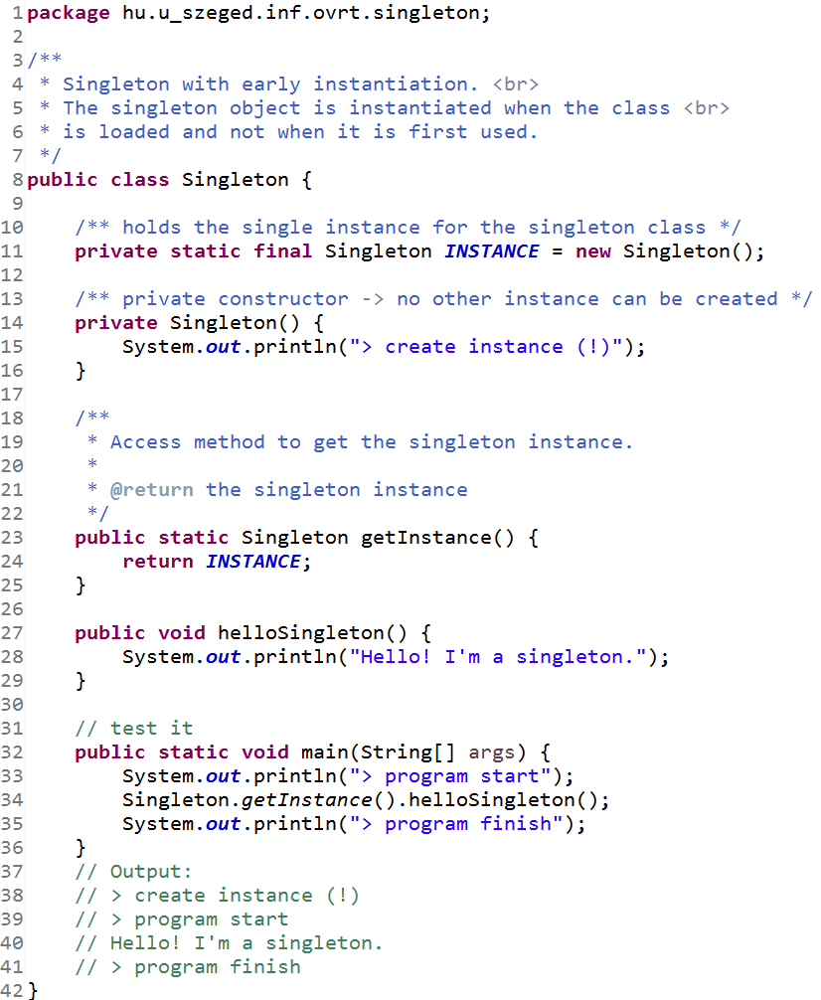 1 package hu.u_szeged.inf.ovrt.singleton;
2
3 /**
4  * Singleton with early instantiation. <br>
5  * The singleton object is instantiated when the class <br>
6  * is loaded and not when it is first used.
7  */
8 public class Singleton {
9
10     /** holds the single instance for the singleton class */
11     private static final Singleton INSTANCE = new Singleton();
12
13     /** private constructor -> no other instance can be created */
14     private Singleton() {
15         System.out.println("> create instance (!)");
16     }
17
18     /**
19      * Access method to get the singleton instance.
20      *
21      * @return the singleton instance
22      */
23     public static Singleton getInstance() {
24         return INSTANCE;
25     }
26
27     public void helloSingleton() {
28         System.out.println("Hello! I'm a singleton.");
29     }
30
31     // test it
32     public static void main(String[] args) {
33         System.out.println("> program start");
34         Singleton.getInstance().helloSingleton();
35         System.out.println("> program finish");
36     }
37     // Output:
38     // > create instance (!)
39     // > program start
40     // Hello! I'm a singleton.
41     // > program finish
42 }